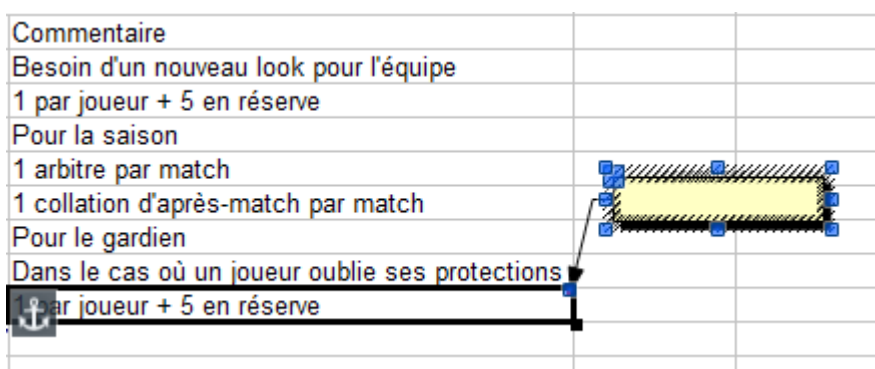 Commentaire
Besoin d'un nouveau look pour l'équipe
1 par joueur + 5 en réserve
Pour la saison
1 arbitre par match
1 collation d'après-match par match
Pour le gardien
Dans le cas où un joueur oublie ses protections
1 par joueur + 5 en réserve